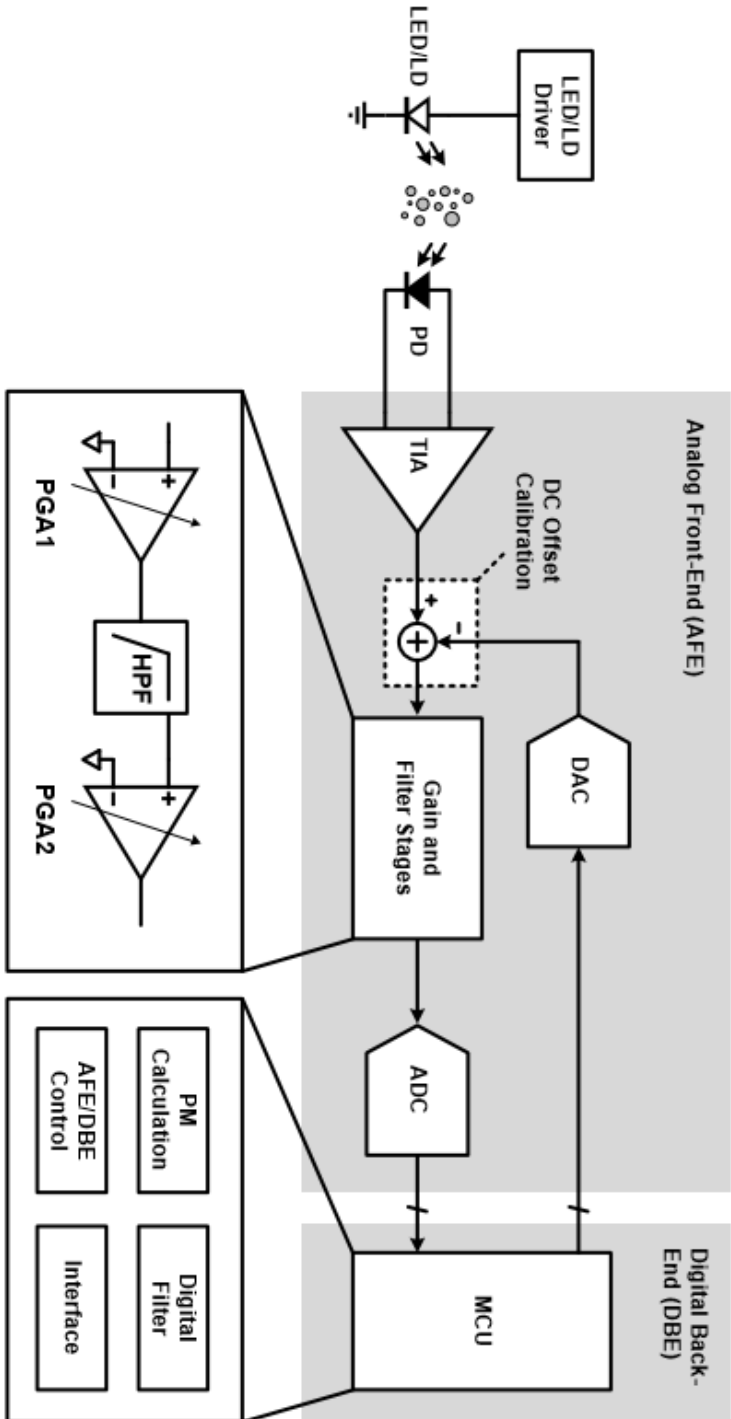 Analog Front-End (AFE)
Digital Back-
End (DBE)
LED/LD
Driver
LED/LD
PD
TIA
DC Offset
Calibration
+
-
+
DAC
Gain and
Filter Stages
ADC
MCU
+
-
PGA1
HPF
+
-
PGA2
PM
Calculation
Digital
Filter
AFE/DBE
Control
Interface